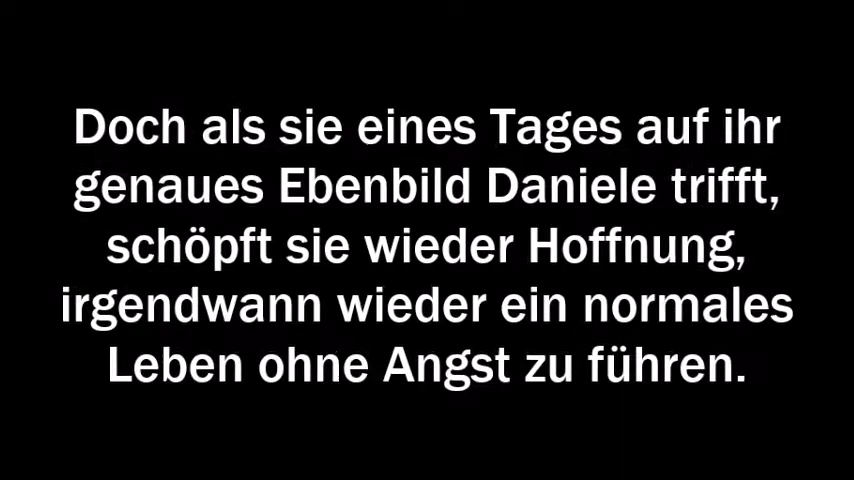 Doch als sie eines Tages auf ihr
genaues Ebenbild Daniele trifft,
schöpft sie wieder Hoffnung,
irgendwann wieder ein normales
Leben ohne Angst zu führen.